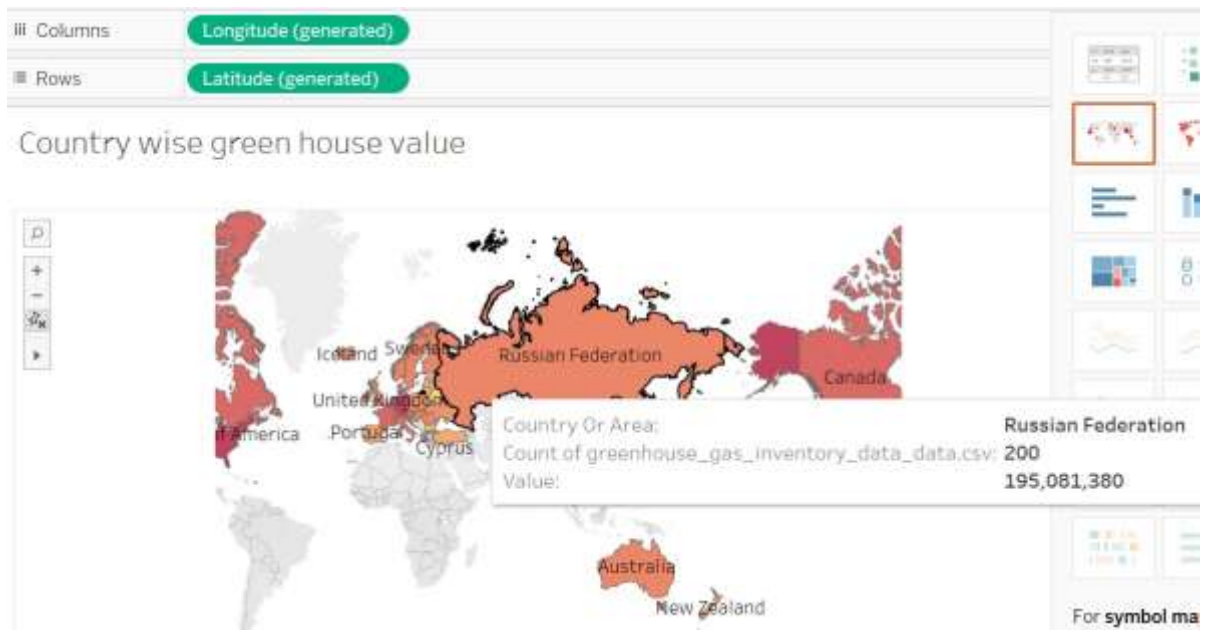 iii Columns Longitude (generated)
Rows Latitude (generated)
Country wise green house value
Iceland Sweden Russian Federation
Canada
United Kingdom
America Portugal Cyprus
Country Or Area: Russian Federation
Count of greenhouse_gas_inventory_data_data.csv: 200
Value: 195,081,380
Australia
New Zealand
For symbol ma